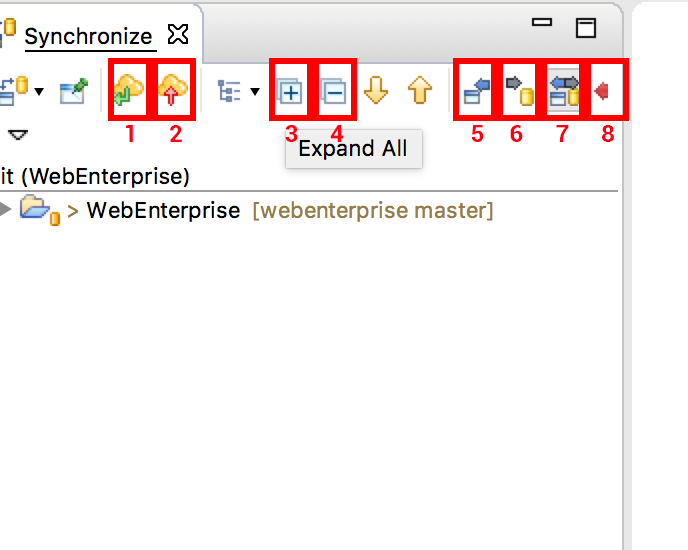 Synchronize
1 2 3 4 5 6 7 8
Expand All
it (WebEnterprise)
> WebEnterprise [webenterprise master]